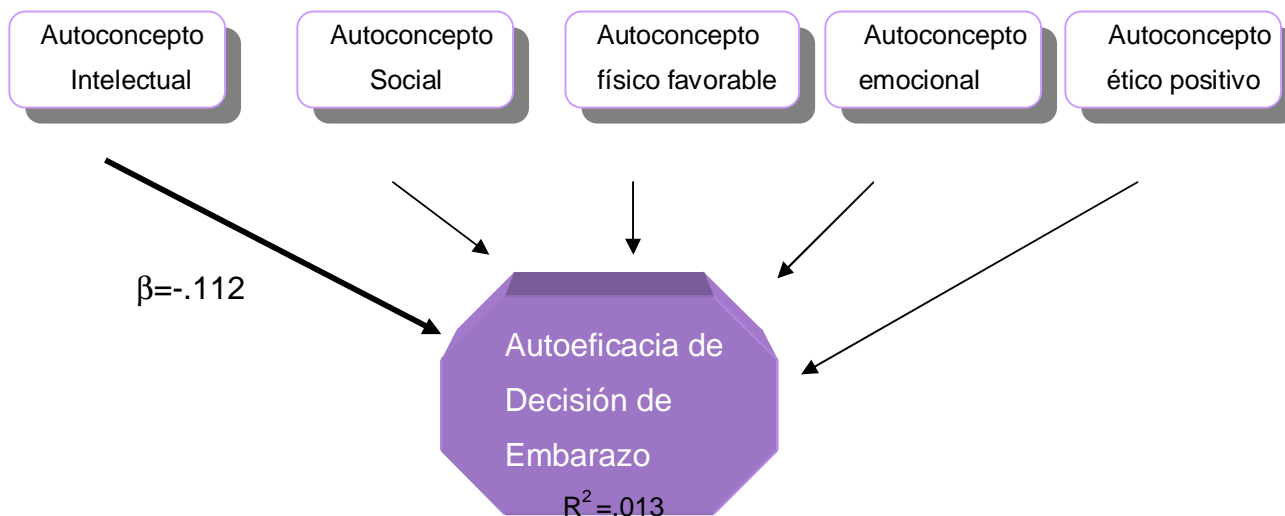 Autoconcepto
Intelectual
Autoconcepto
Social
Autoconcepto
físico favorable
Autoconcepto
emocional
Autoconcepto
ético positivo
β=-.112
Autoeficacia de
Decisión de
Embarazo
R² =.013